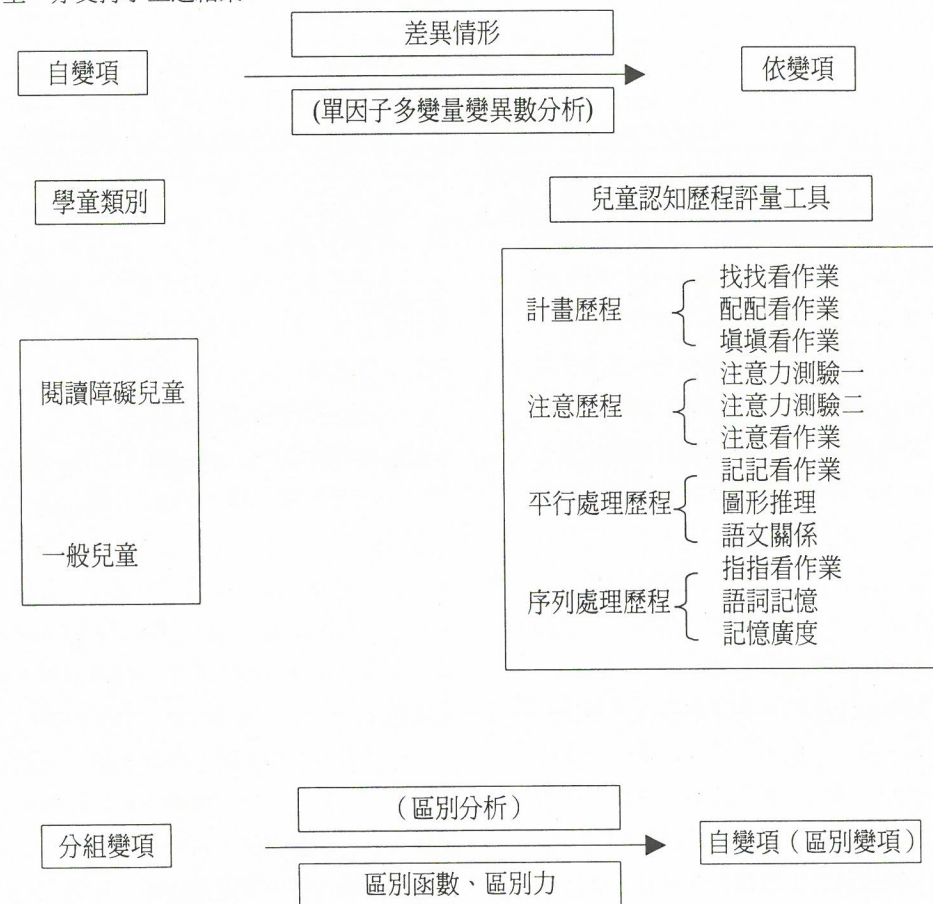 差異情形
自變項
依變項
(單因子多變量變異數分析)
學童類別
兒童認知歷程評量工具
計畫歷程
找找看作業
配配看作業
填填看作業
注意歷程
注意力測驗一
注意力測驗二
注意看作業
平行處理歷程
記記看作業
圖形推理
語文關係
序列處理歷程
指指看作業
語詞記憶
記憶廣度
閱讀障礙兒童
一般兒童
(區別分析)
分組變項
自變項(區別變項)
區別函數、區別力